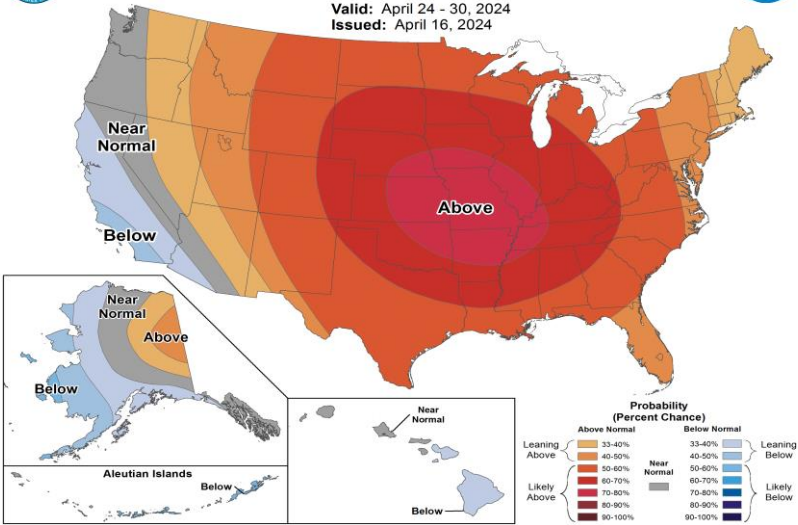 Valid: April 24 - 30, 2024
Issued: April 16, 2024
Near
Normal
Above
Below
Near
Normal
Above
Below
Aleutian Islands
Below
Near
Normal
Below
Probability
(Percent Chance)
Above Normal
Below Normal
Leaning
Above
33-40%
40-50%
Likely
Above
50-60%
60-70%
70-80%
80-90%
90-100%
Near
Normal
33-40%
40-50%
Leaning
Below
50-60%
60-70%
70-80%
80-90%
90-100%
Likely
Below